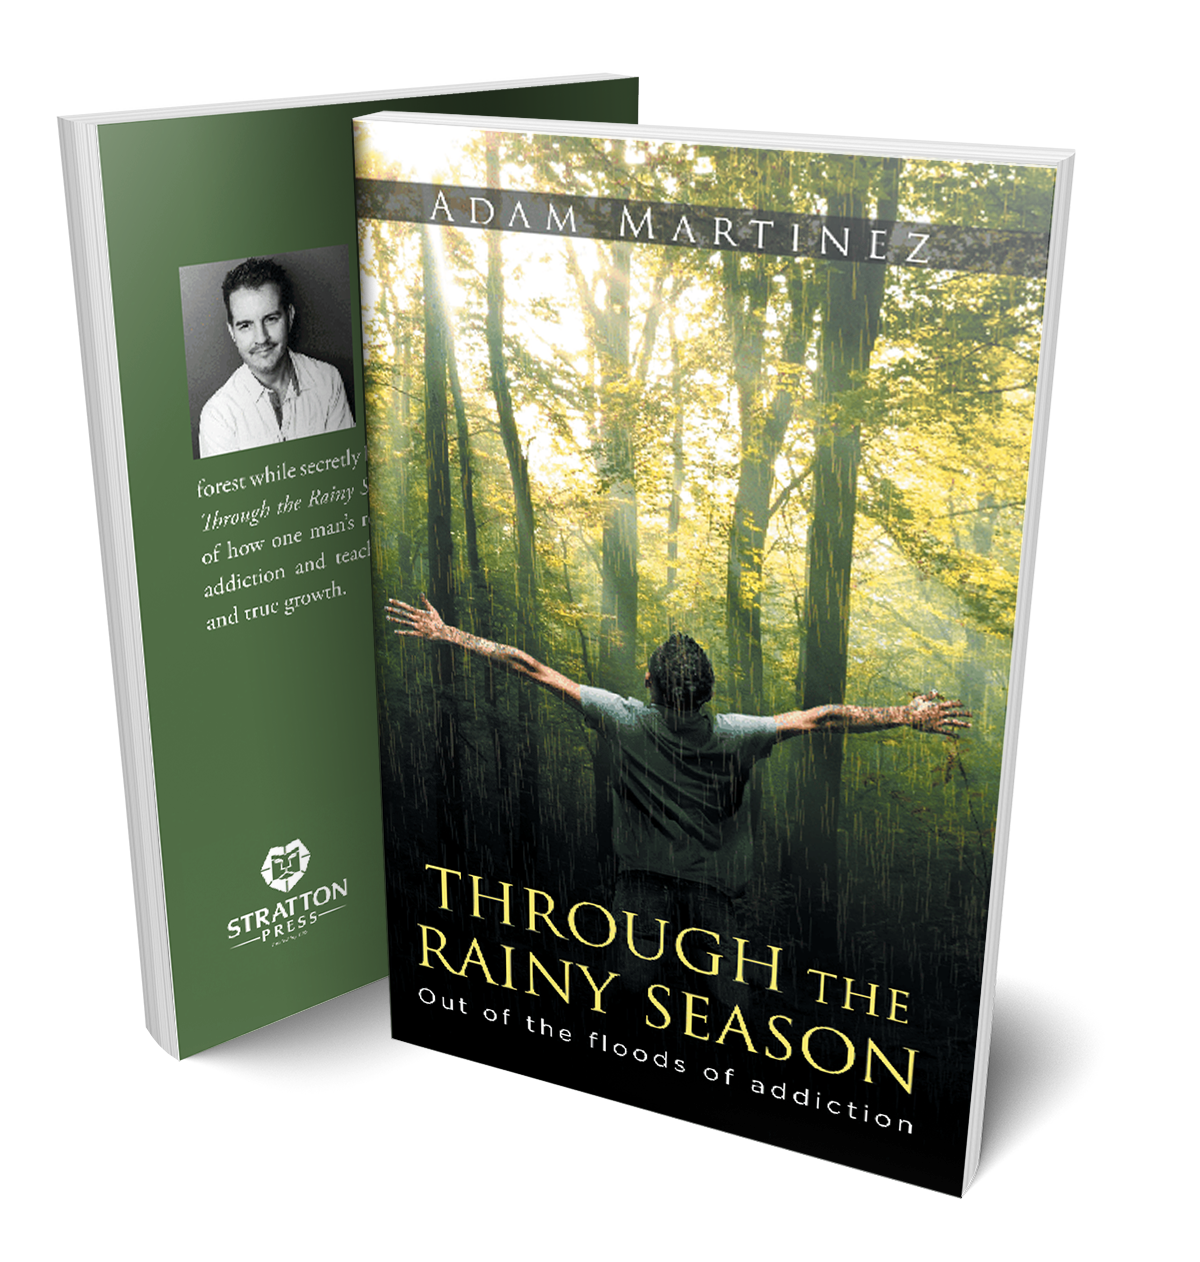 ADAM MARTINEZ
THROUGH THE
RAINY SEASON
Out of the floods of addiction
forest while secretly
Through the Rainy S
of how one man's r
addiction and teac
and true growth.
STRATTON
PRESS